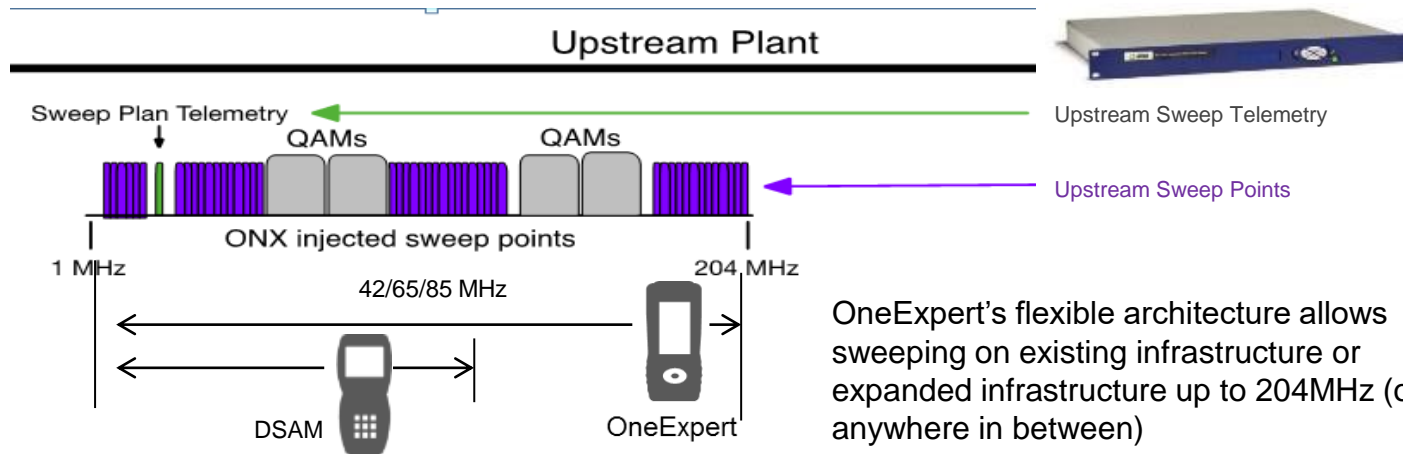 Upstream Plant
Sweep Plan Telemetry
Upstream Sweep Telemetry
QAMs
QAMs
Upstream Sweep Points
ONX injected sweep points
1 MHz
204 MHz
42/65/85 MHz
OneExpert's flexible architecture allows
sweeping on existing infrastructure or
expanded infrastructure up to 204MHz (
anywhere in between)
DSAM
OneExpert